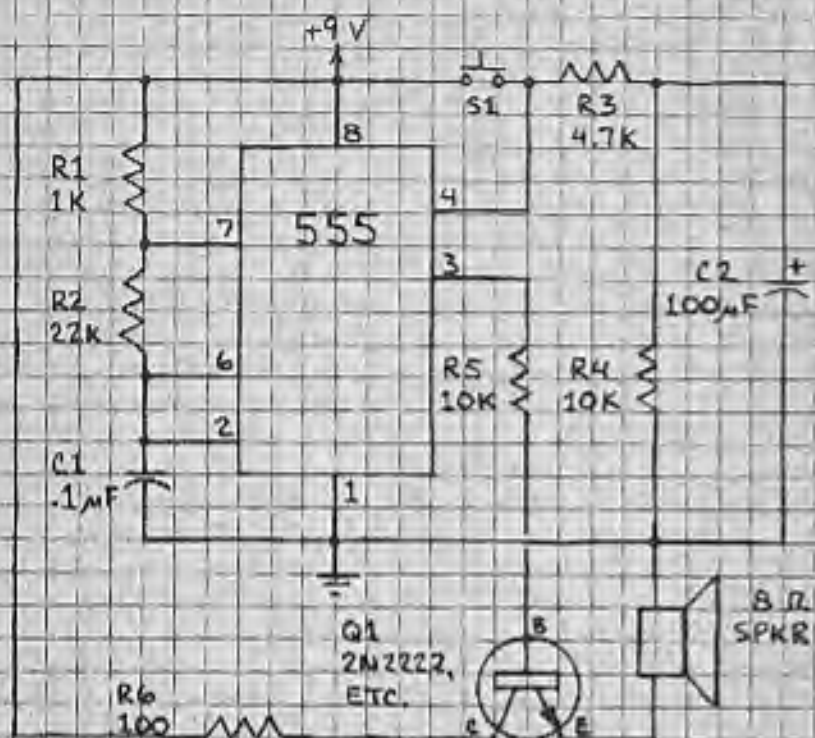 +9 V
S1
R3
4.7K
8
R1
1K
4
7
555
3
C2
+
100µF
R2
22K
6
R5
10K
R4
10K
2
C1
.1µF
1
Q1
2N2222,
ETC.
B
8 Ω
SPKR
R6
100
C
E